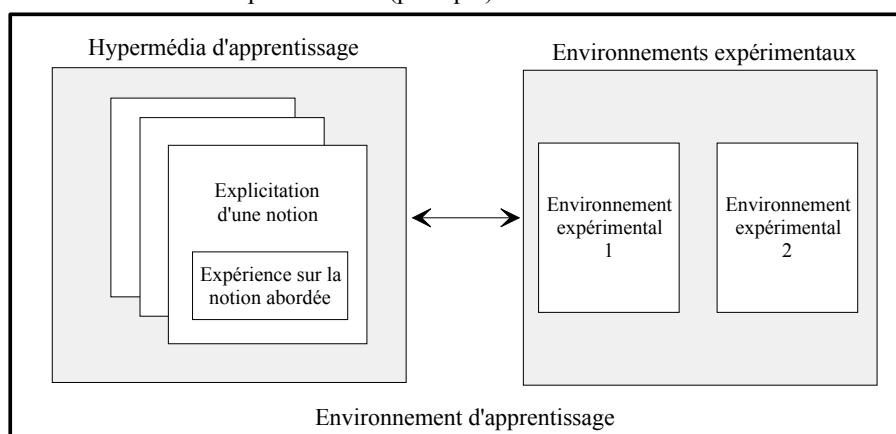 Hypermédia d'apprentissage
Environnements expérimentaux
Explicitation
d'une notion
Expérience sur la
notion abordée
Environnement
expérimental
1
Environnement
expérimental
2
Environnement d'apprentissage